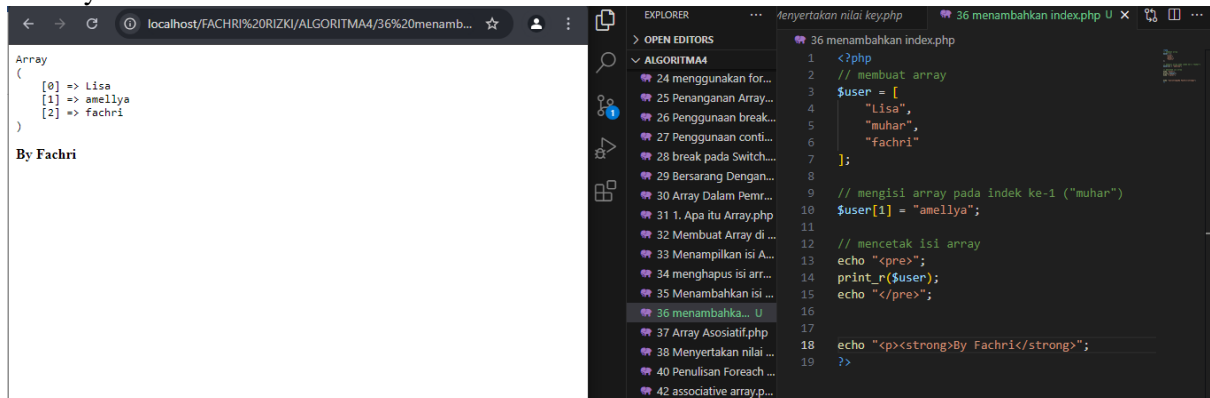 localhost/FACHRI%20RIZKI/ALGORITMA4/36%20menamb...
Array
(
[0] => Lisa
[1] => amellya
[2] => fachri
)
By Fachri
EXPLORER
OPEN EDITORS
ALGORITMA4
24 menggunakan for...
25 Penanganan Array...
26 Penggunaan break...
27 Penggunaan conti...
28 break pada Switch....
29 Bersarang Dengan...
30 Array Dalam Pemr...
31 1. Apa itu Array.php
32 Membuat Array di ...
33 Menampilkan isi A...
34 menghapus isi arr...
35 Menambahkan isi ...
36 menambahka... U
37 Array Asosiatif.php
38 Menyertakan nilai ...
40 Penulisan Foreach ...
42 associative array.p...
1
Menyertakan nilai key.php
36 menambahkan index.php U
36 menambahkan index.php
1 <?php
2 // membuat array
3 $user = [
4 "Lisa",
5 "muhar",
6 "fachri"
7 ];
8
9 // mengisi array pada indek ke-1 ("muhar")
10 $user[1] = "amellya";
11
12 // mencetak isi array
13 echo "<pre>";
14 print_r($user);
15 echo "</pre>";
16
17
18 echo "<p><strong>By Fachri</strong>";
19 ?>